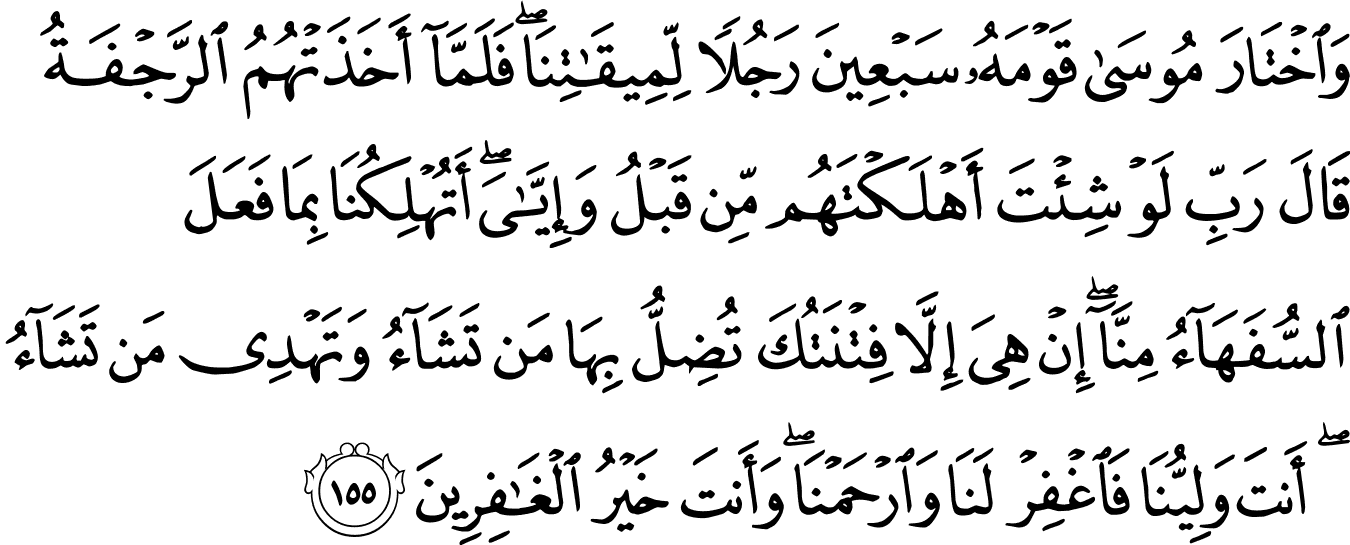 وَٱخۡتَارَ مُوسَىٰ قَوۡمَهُۥ سَبۡعِينَ رَجُلًا لِّمِيقَٰتِنَاۖ فَلَمَّآ أَخَذَتۡهُمُ ٱلرَّجۡفَةُ
قَالَ رَبِّ لَوۡ شِئۡتَ أَهۡلَكۡتَهُم مِّن قَبۡلُ وَإِيَّٰيَۖ أَتُهۡلِكُنَا بِمَا فَعَلَ
ٱلسُّفَهَآءُ مِنَّآۖ إِنۡ هِيَ إِلَّا فِتۡنَتُكَ تُضِلُّ بِهَا مَن تَشَآءُ وَتَهۡدِي مَن تَشَآءُ
ۖ أَنتَ وَلِيُّنَا فَٱغۡفِرۡ لَنَا وَٱرۡحَمۡنَاۖ وَأَنتَ خَيۡرُ ٱلۡغَٰفِرِينَ ١٥٥